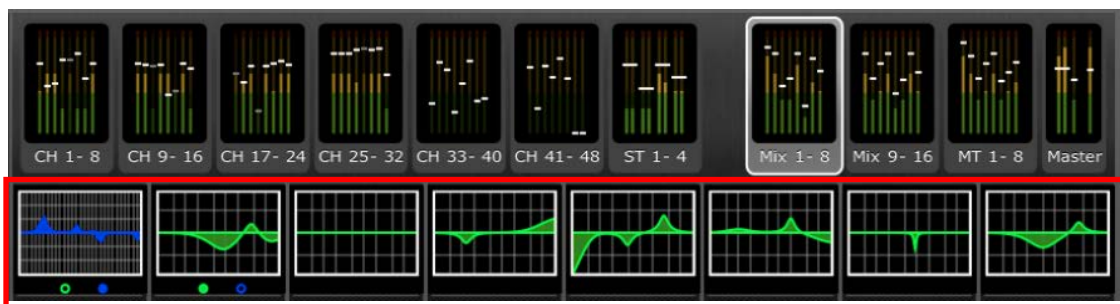 CH 1- 8 CH 9- 16 CH 17- 24 CH 25- 32 CH 33- 40 CH 41- 48 ST 1- 4 Mix 1- 8 Mix 9- 16 MT 1- 8 Master